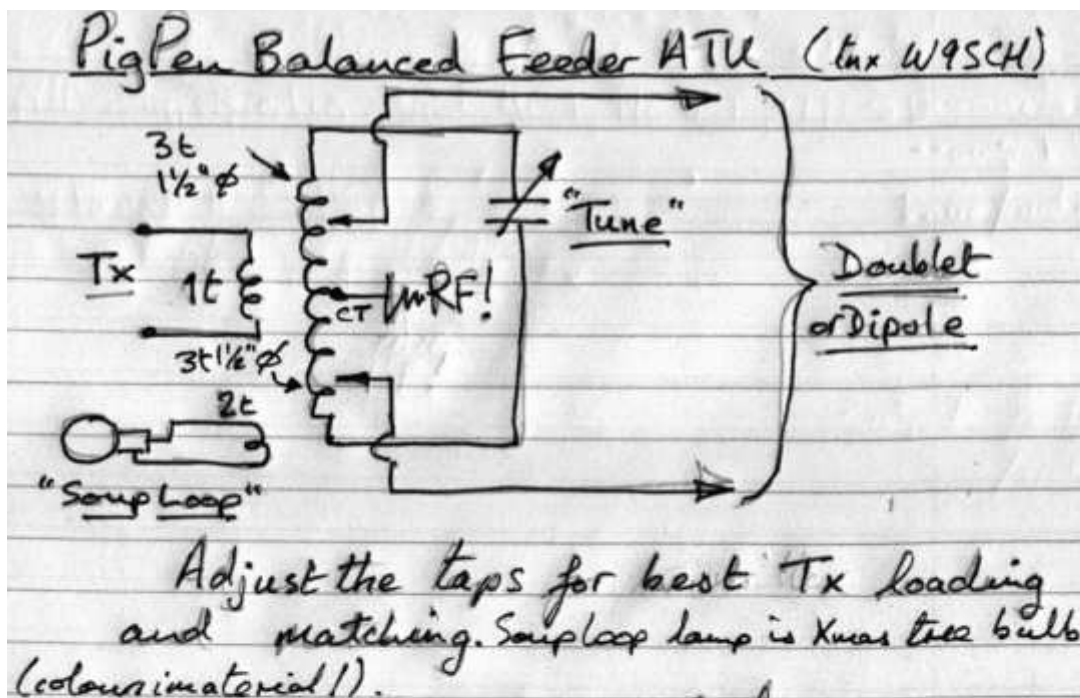 PigPen Balanced Feeder ATU (tnx W9SCH)
3t
1½" ϕ
"Tune"
Tx
1t
CT
RF!
Doublet
or Dipole
3t 1½" ϕ
2t
"Soup Loop"
Adjust the taps for best Tx loading
and matching. Soup loop lamp is Xmas tree bulb
(colour immaterial!).